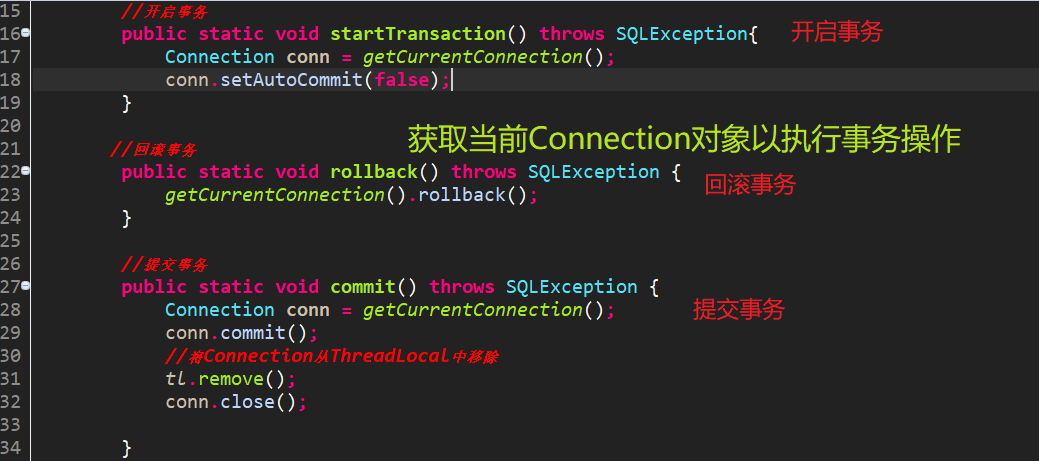 15 //开启事务
16 public static void startTransaction() throws SQLException{ 开启事务
17 Connection conn = getCurrentConnection();
18 conn.setAutoCommit(false);
19 }
20 获取当前Connection对象以执行事务操作
21 //回滚事务
22 public static void rollback() throws SQLException { 回滚事务
23 getCurrentConnection().rollback();
24 }
25
26 //提交事务
27 public static void commit() throws SQLException {
28 Connection conn = getCurrentConnection(); 提交事务
29 conn.commit();
30 //将Connection从ThreadLocal中移除
31 tl.remove();
32 conn.close();
33
34 }